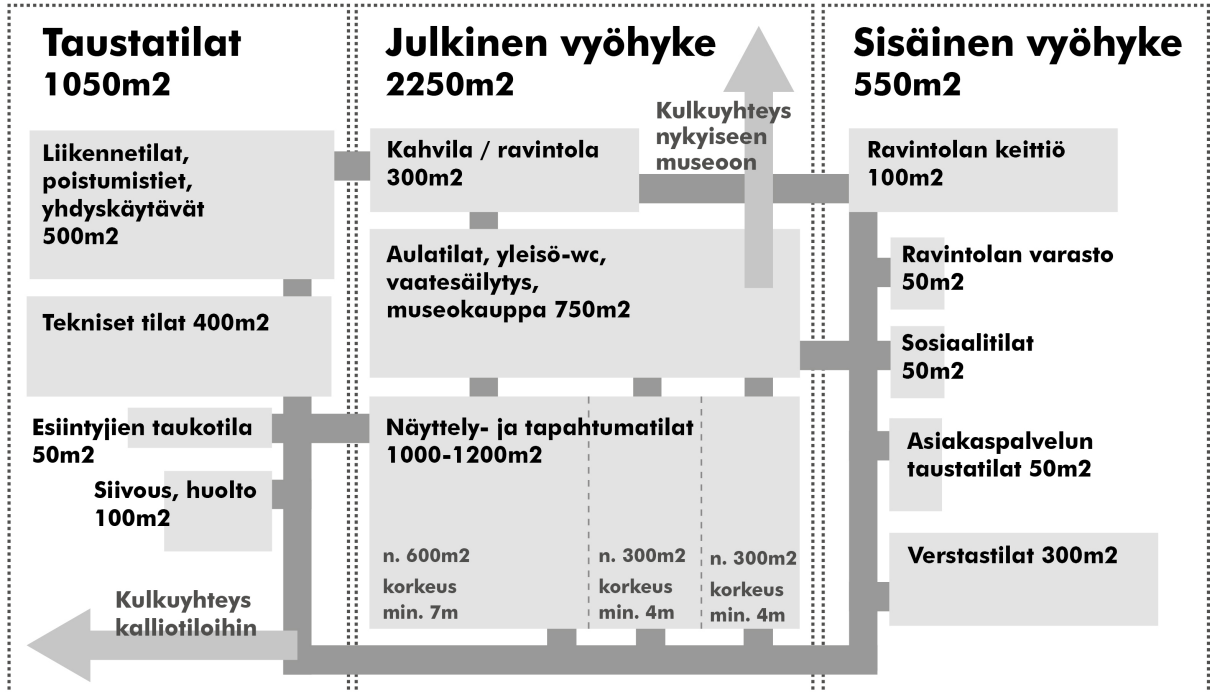 Taustatilat
1050m2
Liikennetilat,
poistumistiet,
yhdyskäytävät
500m2
Tekniset tilat 400m2
Esiintyjien taukotila
50m2
Siivous, huolto
100m2
Kulkuyhteys
kalliotiloihin
Julkinen vyöhyke
2250m2
Kulkuyhteys
nykyiseen
museoon
Kahvila / ravintola
300m2
Aulatilat, yleisö-wc,
vaatesäilytys,
museokauppa 750m2
Näyttely- ja tapahtumatilat
1000-1200m2
n. 600m2
korkeus
min. 7m
n. 300m2
korkeus
min. 4m
n. 300m2
korkeus
min. 4m
Sisäinen vyöhyke
550m2
Ravintolan keittiö
100m2
Ravintolan varasto
50m2
Sosiaalitilat
50m2
Asiakaspalvelun
taustatilat 50m2
Verstastilat 300m2